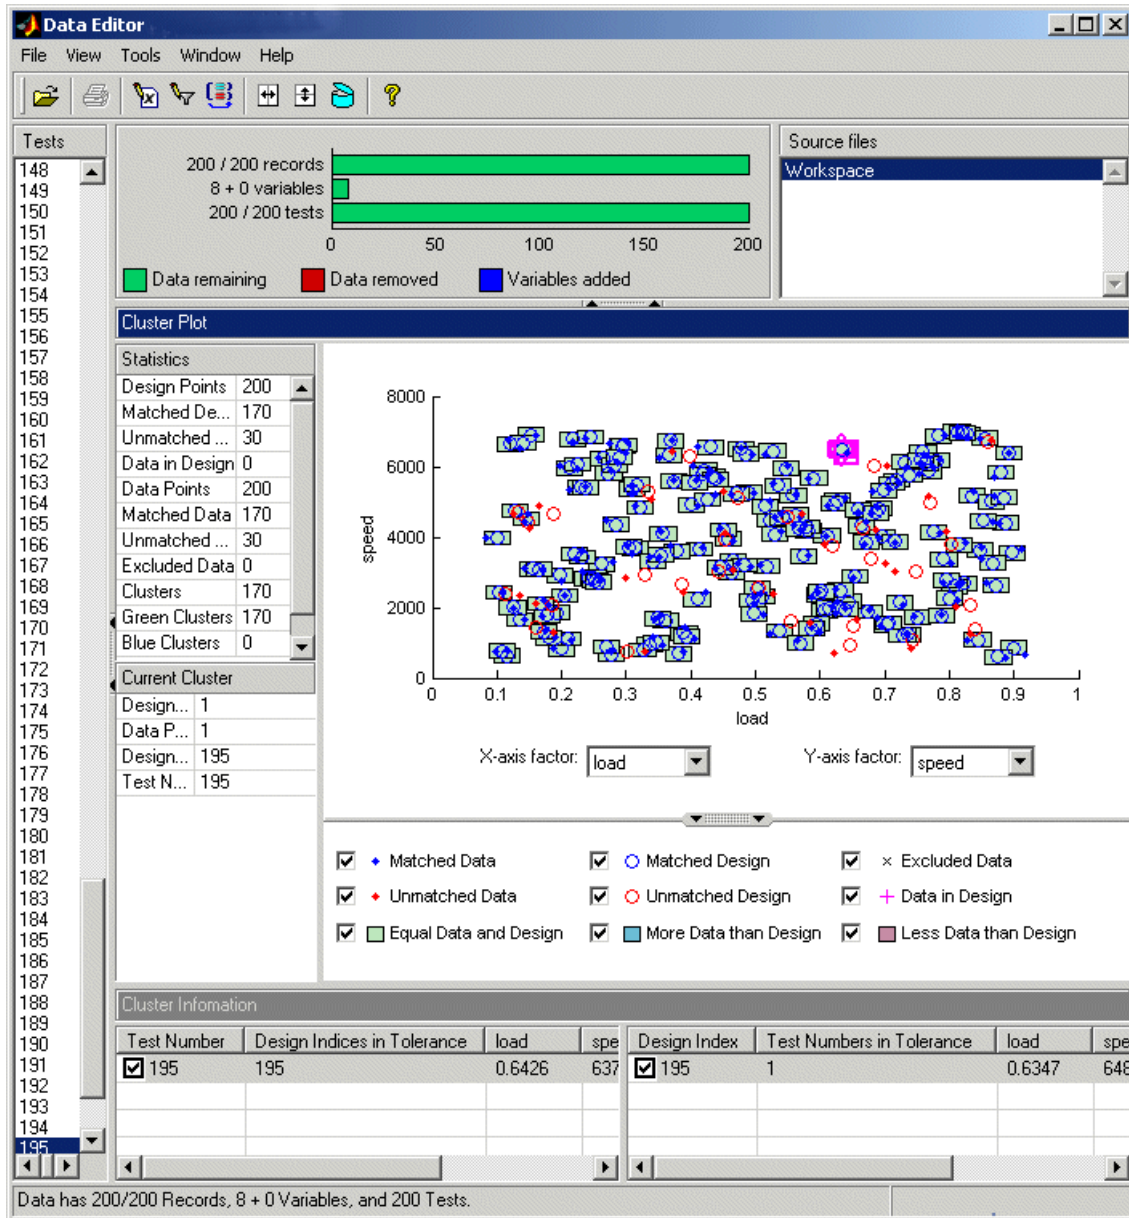 Data Editor
File View Tools Window Help
Tests
148
149
150
151
152
153
154
155
156
157
158
159
160
161
162
163
164
165
166
167
168
169
170
171
172
173
174
175
176
177
178
179
180
181
182
183
184
185
186
187
188
189
190
191
192
193
194
195
200 / 200 records
8 + 0 variables
200 / 200 tests
0 50 100 150 200
Data remaining Data removed Variables added
Source files
Workspace
Cluster Plot
Statistics
Design Points 200
Matched De... 170
Unmatched ... 30
Data in Design 0
Data Points 200
Matched Data 170
Unmatched ... 30
Excluded Data 0
Clusters 170
Green Clusters 170
Blue Clusters 0
Current Cluster
Design... 1
Data P... 1
Design... 195
Test N... 195
8000
6000
4000
2000
0
speed
0 0.1 0.2 0.3 0.4 0.5 0.6 0.7 0.8 0.9 1
load
X-axis factor: load Y-axis factor: speed
Matched Data Matched Design Excluded Data
Unmatched Data Unmatched Design Data in Design
Equal Data and Design More Data than Design Less Data than Design
Cluster Infomation
Test Number Design Indices in Tolerance load spe Design Index Test Numbers in Tolerance load spe
195 195 0.6426 637 195 1 0.6347 648
Data has 200/200 Records, 8 + 0 Variables, and 200 Tests.